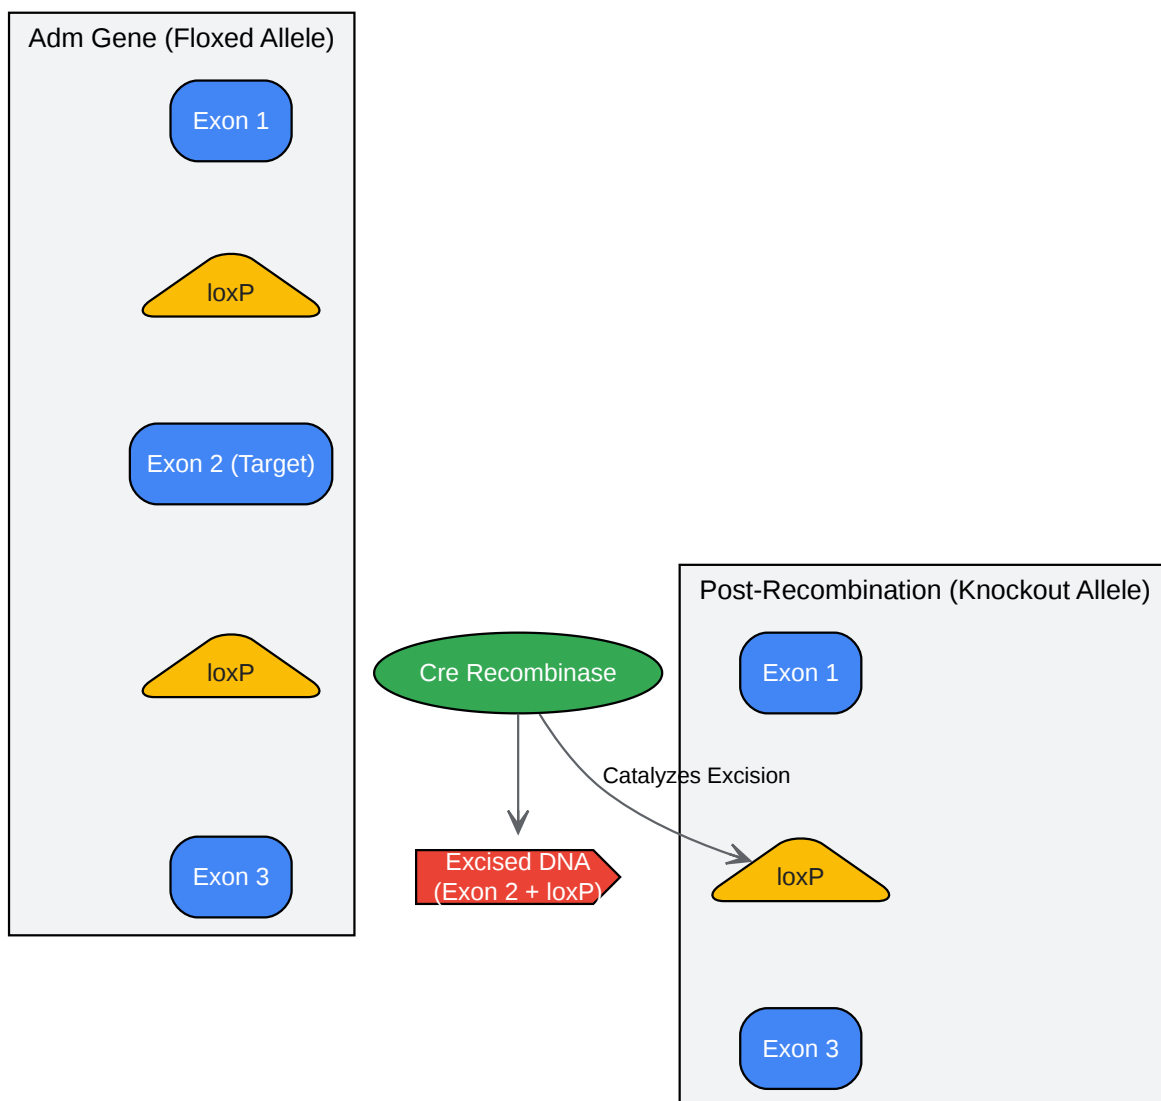 Adm Gene (Floxed Allele)
Exon 1
loxP
Exon 2 (Target)
loxP
Exon 3
Cre Recombinase
Catalyzes Excision
Excised DNA
(Exon 2 + loxP)
Post-Recombination (Knockout Allele)
Exon 1
loxP
Exon 3